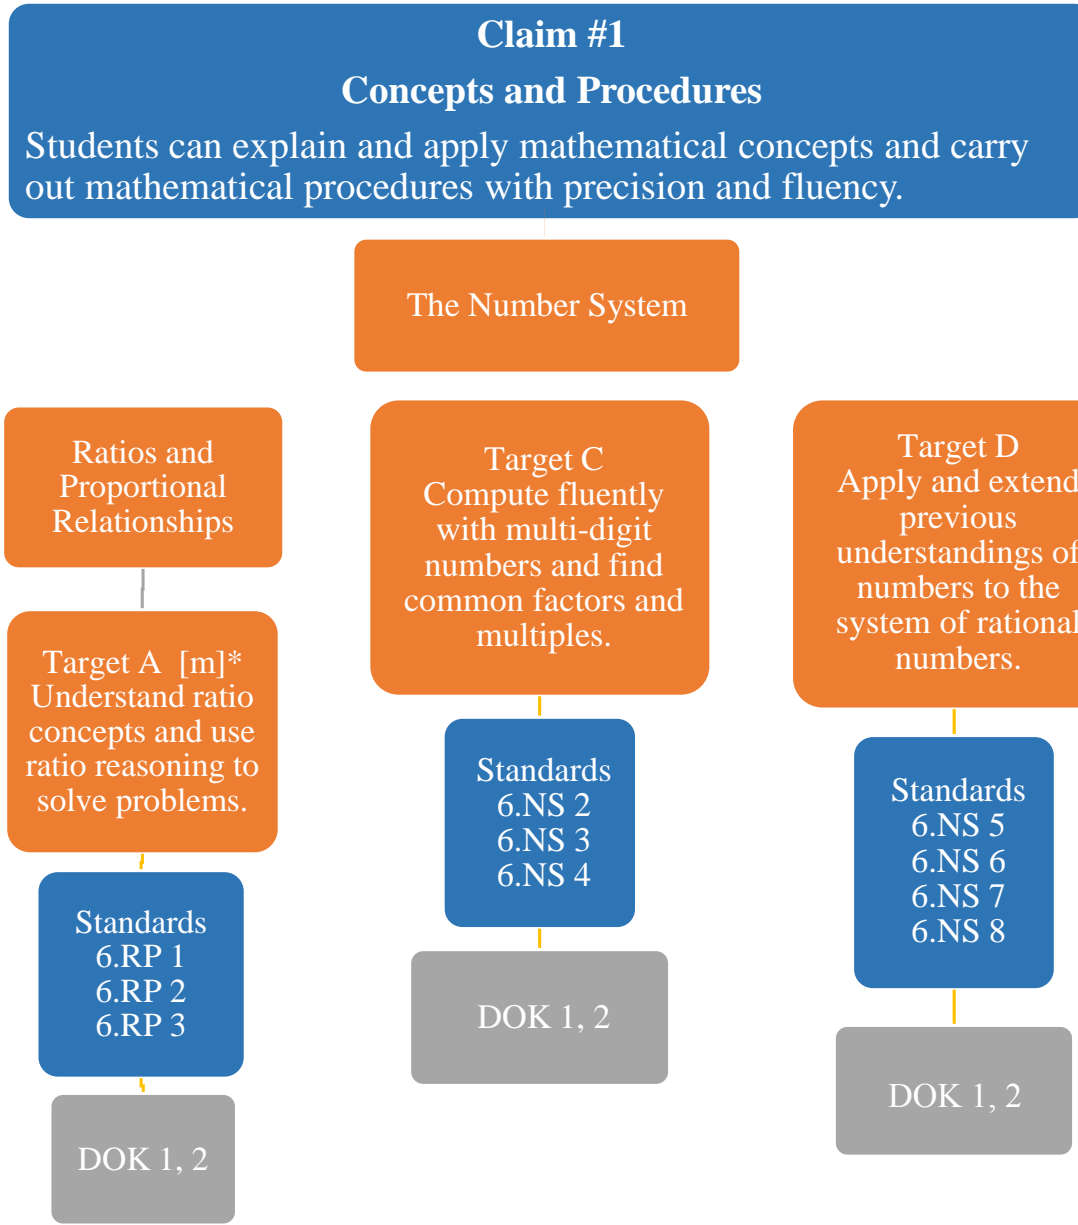 Claim #1
Concepts and Procedures
Students can explain and apply mathematical concepts and carry
out mathematical procedures with precision and fluency.
The Number System
Ratios and
Proportional
Relationships
Target A [m]*
Understand ratio
concepts and use
ratio reasoning to
solve problems.
Standards
6.RP 1
6.RP 2
6.RP 3
DOK 1, 2
Target C
Compute fluently
with multi-digit
numbers and find
common factors and
multiples.
Standards
6.NS 2
6.NS 3
6.NS 4
DOK 1, 2
Target D
Apply and extend
previous
understandings of
numbers to the
system of rational
numbers.
Standards
6.NS 5
6.NS 6
6.NS 7
6.NS 8
DOK 1, 2